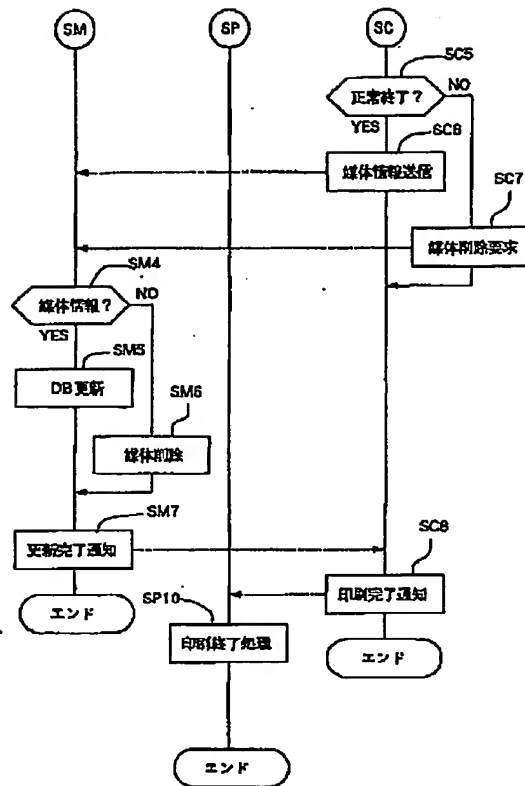 SM
SP
SC
SC5
正常終了？
NO
YES
SC6
媒体情報送信
SC7
媒体削除要求
SM4
媒体情報？
NO
YES
SM5
DB更新
SM6
媒体削除
SM7
更新完了通知
SC8
印刷完了通知
エンド
SP10
印刷終了処理
エンド
エンド